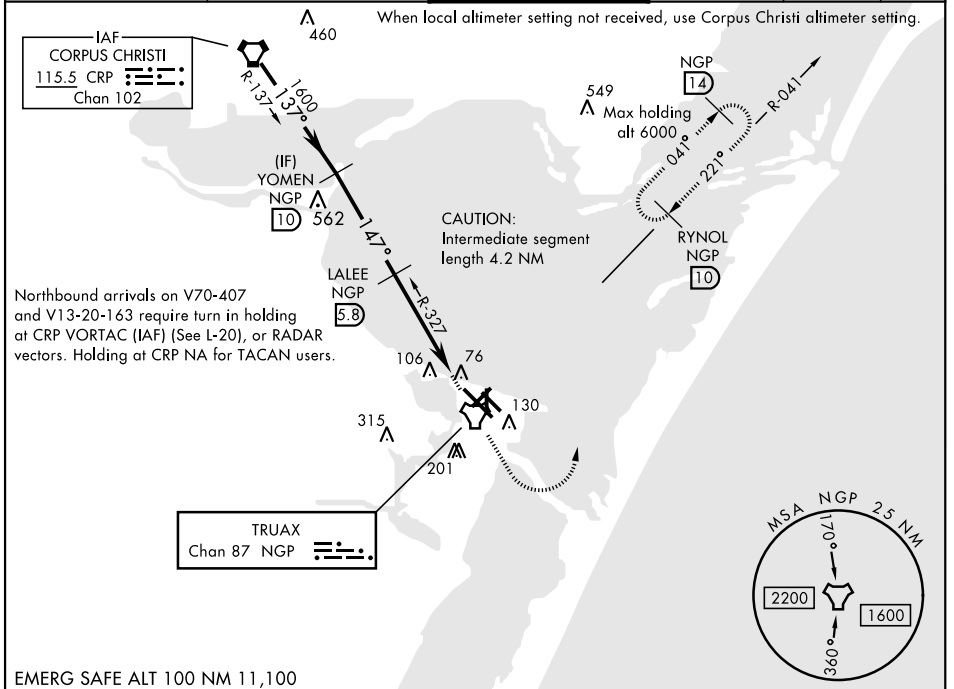 When local altimeter setting not received, use Corpus Christi altimeter setting.
460
IAF
CORPUS CHRISTI
115.5 CRP
Chan 102
R-137
1600
137°
NGP
14
R-041
549
Max holding
alt 6000
041°
221°
(IF)
YOMEN
NGP
10
562
147°
CAUTION:
Intermediate segment
length 4.2 NM
RYNOL
NGP
10
LALEE
NGP
5.8
R-327
Northbound arrivals on V70-407
and V13-20-163 require turn in holding
at CRP VORTAC (IAF) (See L-20), or RADAR
vectors. Holding at CRP NA for TACAN users.
106
76
130
315
201
TRUAX
Chan 87 NGP
MSA NGP 25 NM
170°
2200
1600
360°
EMERG SAFE ALT 100 NM 11,100